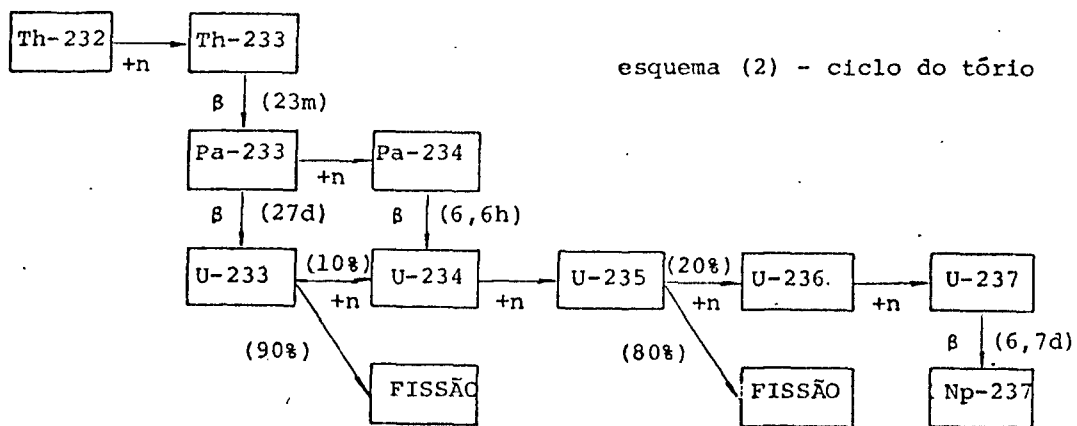 Th-232
Th-233
+n
esquema (2) - ciclo do tório
β (23m)
Pa-233
Pa-234
+n
β (27d)
β (6,6h)
U-233
(10%)
U-234
U-235
(20%)
U-236.
U-237
+n
+n
+n
+n
(90%)
(80%)
β (6,7d)
FISSÃO
FISSÃO
Np-237